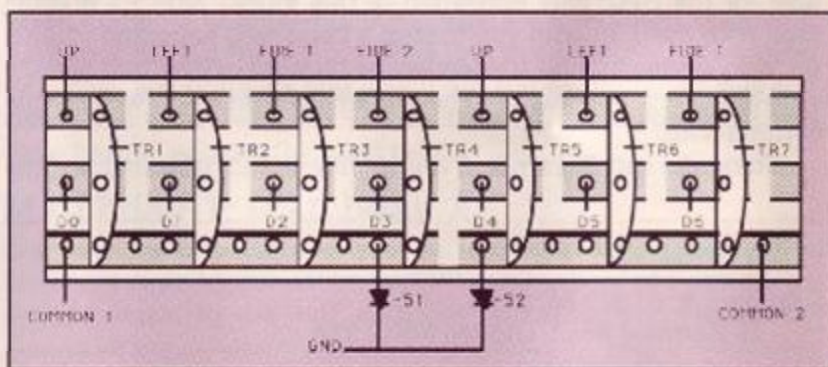 UP LEFT FIRE 1 FIRE 2 UP LEFT FIRE 1
TR1 TR2 TR3 TR4 TR5 TR6 TR7
D0 D1 D2 D3 D4 D5 D6
S1 S2
COMMON 1 COMMON 2
GND